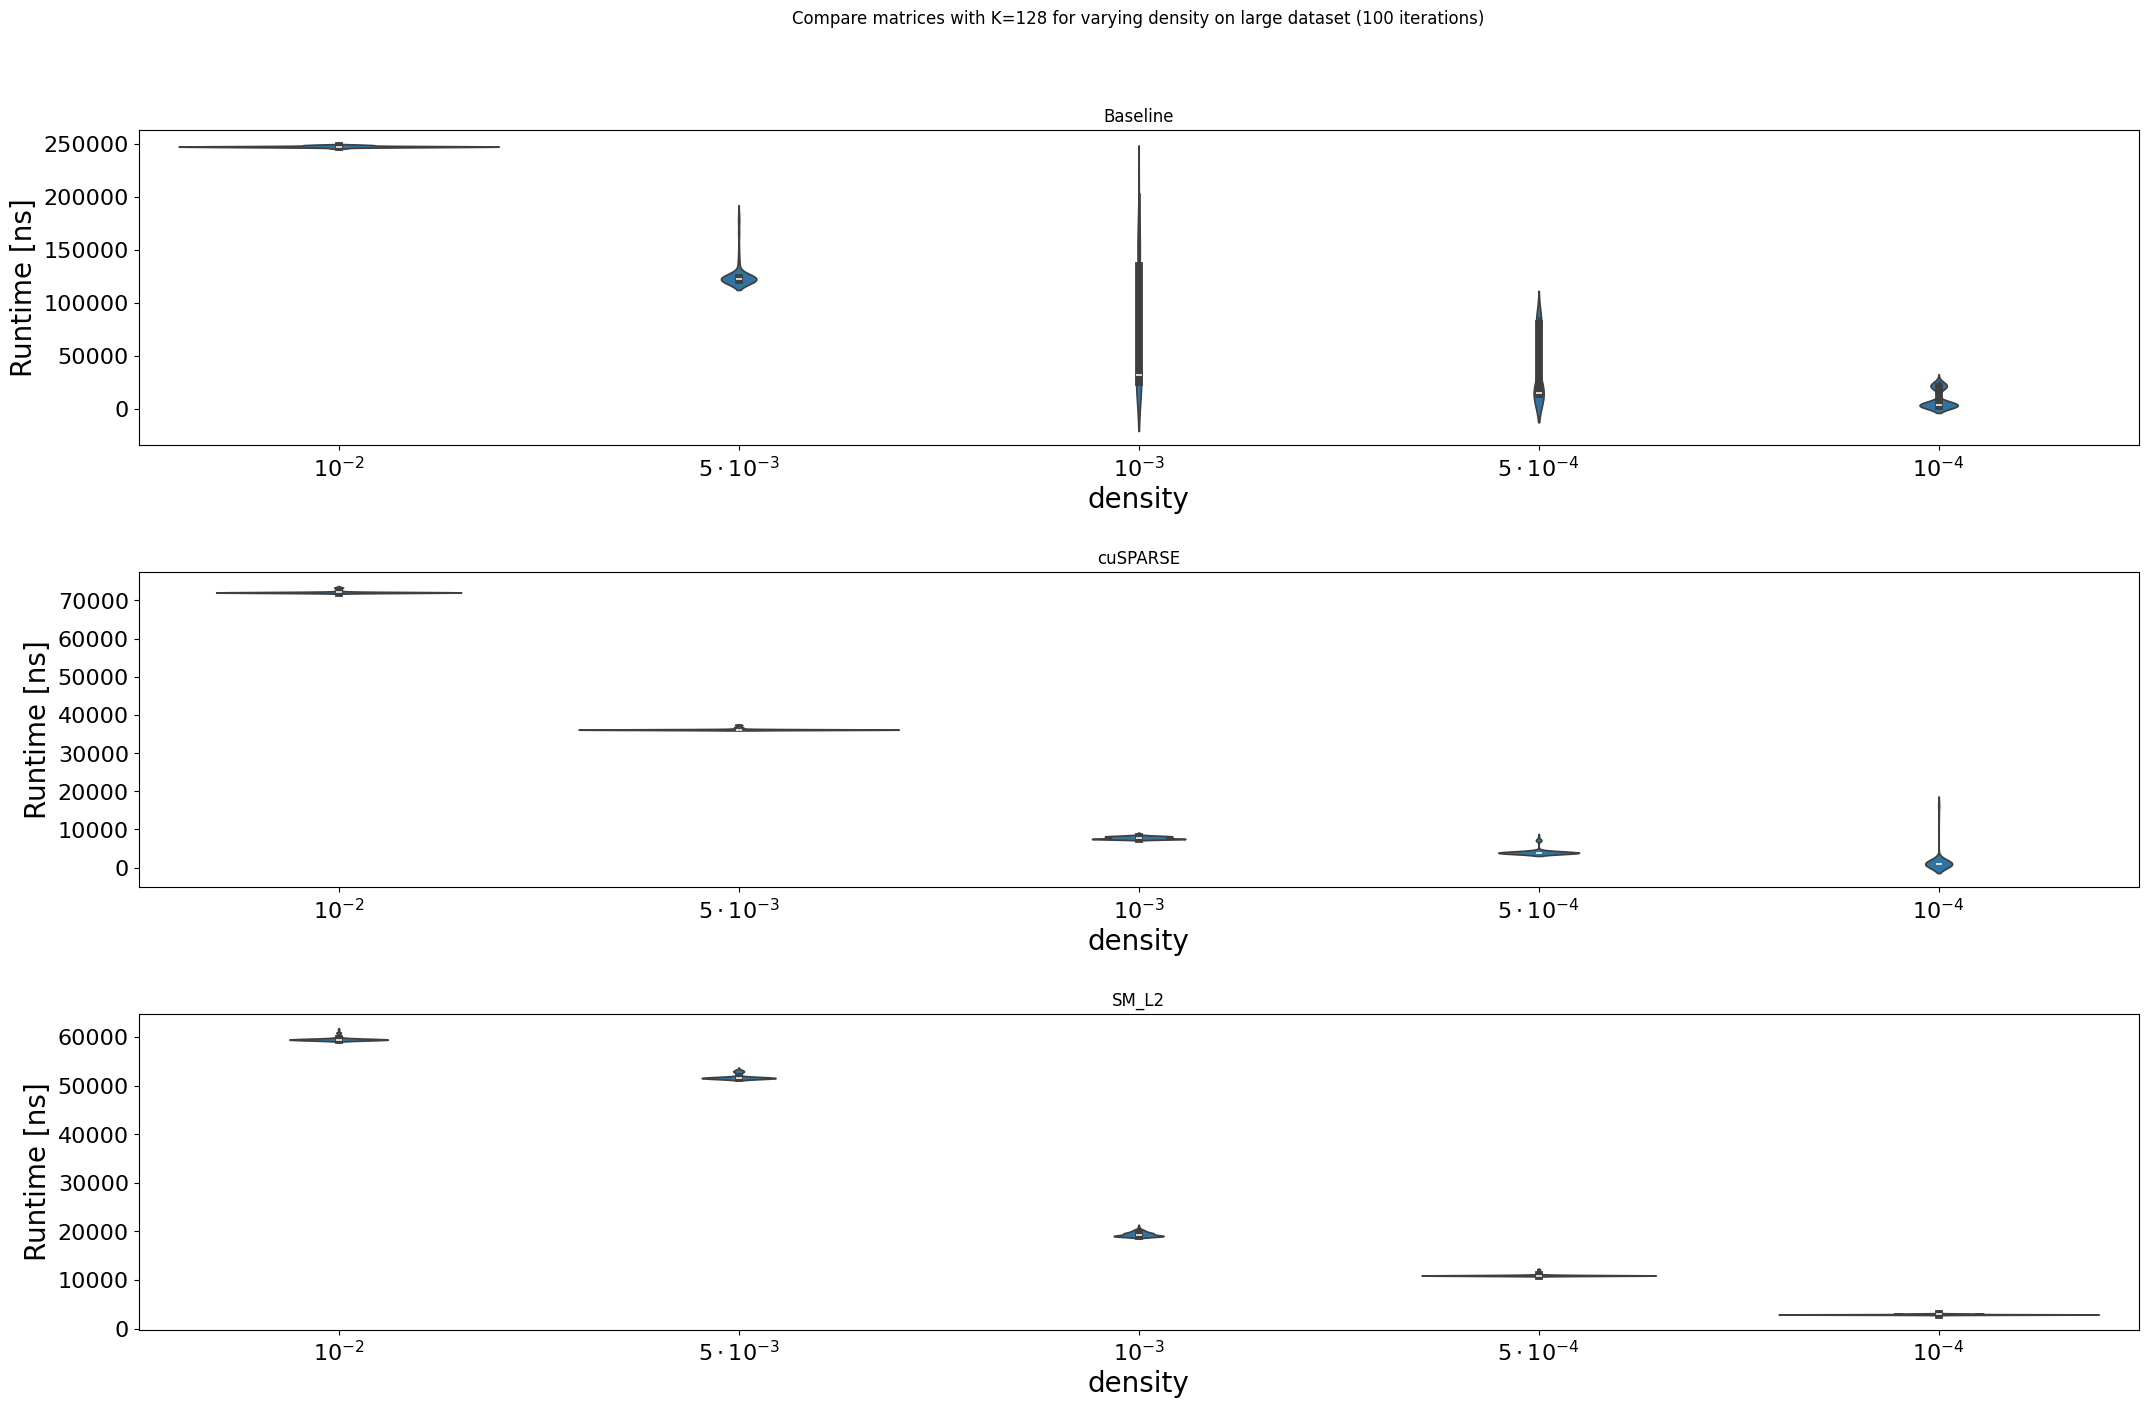 Compare matrices with K=128 for varying density on large dataset (100 iterations)
Baseline
Runtime [ns]
250000
200000
150000
100000
50000
0
10⁻² 5·10⁻³ 10⁻³ 5·10⁻⁴ 10⁻⁴
density
cuSPARSE
Runtime [ns]
70000
60000
50000
40000
30000
20000
10000
0
10⁻² 5·10⁻³ 10⁻³ 5·10⁻⁴ 10⁻⁴
density
SM_L2
Runtime [ns]
60000
50000
40000
30000
20000
10000
0
10⁻² 5·10⁻³ 10⁻³ 5·10⁻⁴ 10⁻⁴
density